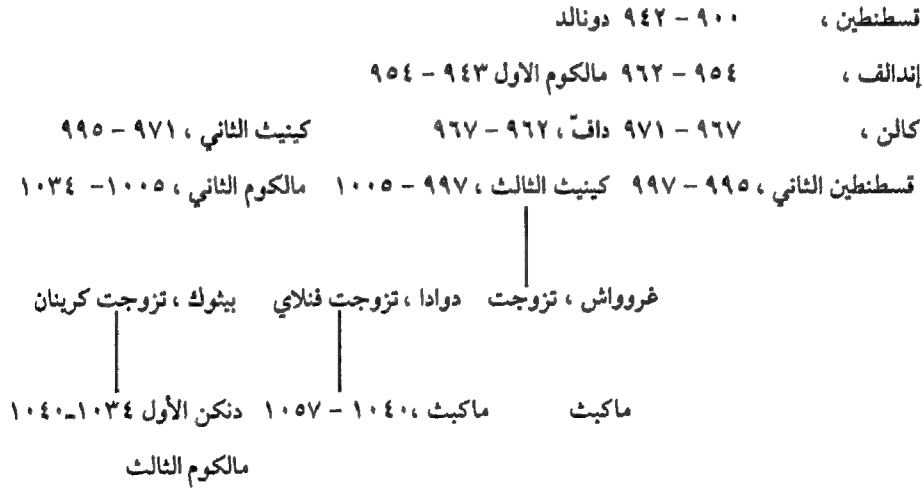 قسطنطين ، ٩٠٠ – ٩٤٢ دونالد
إندالف ، ٩٥٤ – ٩٦٢ مالكوم الاول ٩٤٣ – ٩٥٤
كالن ، ٩٦٧ – ٩٧١ دافّ ، ٩٦٢ – ٩٦٧ كينيث الثاني ، ٩٧١ – ٩٩٥
قسطنطين الثاني ، ٩٩٥ – ٩٩٧ كينيث الثالث ، ٩٩٧ – ١٠٠٥ مالكوم الثاني ، ١٠٠٥– ١٠٣٤
غروواش ، تزوجت دوادا ، تزوجت فنلاي بيثوك ، تزوجت كرينان
ماكبث ماكبث ،١٠٤٠ – ١٠٥٧ دنكن الأول ١٠٣٤ـ١٠٤٠
مالكوم الثالث